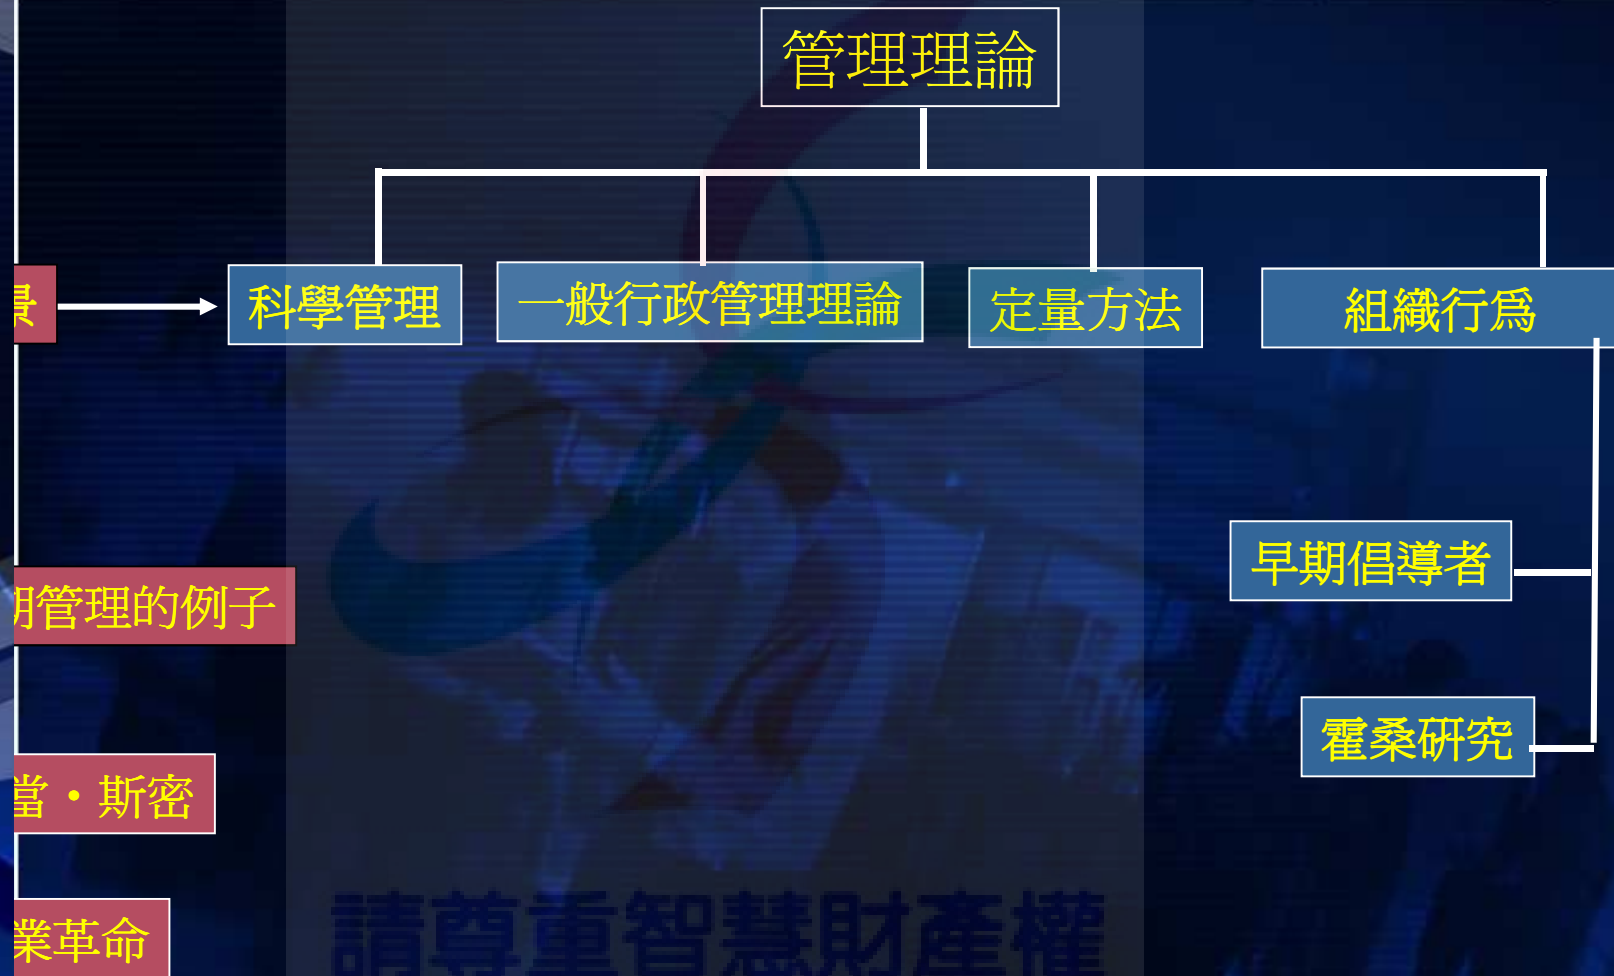 管理理論
景
科學管理
一般行政管理理論
定量方法
組織行為
早期倡導者
期管理的例子
霍桑研究
當・斯密
業革命
請尊重智慧財產權